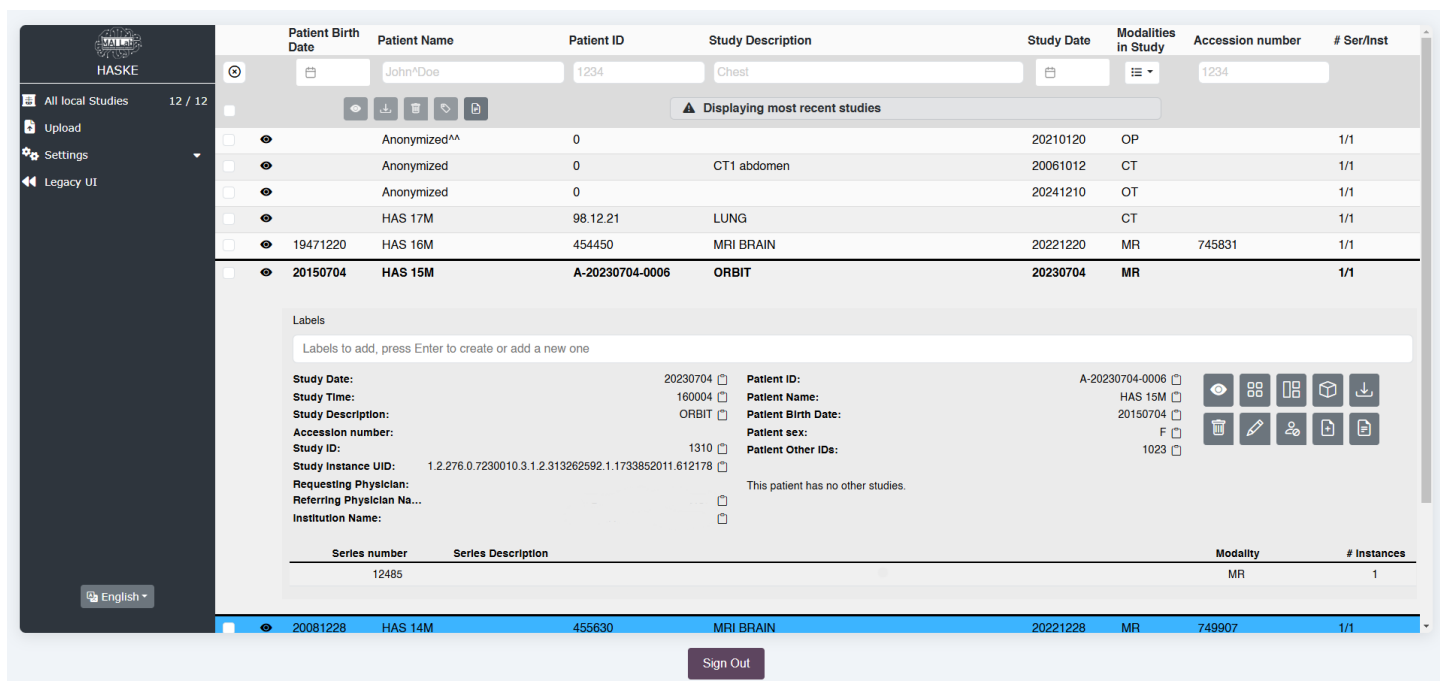 MAI Lab
HASKE
All local Studies 12 / 12
Upload
Settings
Legacy UI
English
Patient Birth Date Patient Name Patient ID Study Description Study Date Modalities in Study Accession number # Ser/Inst
John^Doe 1234 Chest 1234
Displaying most recent studies
Anonymized^^ 0 20210120 OP 1/1
Anonymized 0 CT1 abdomen 20061012 CT 1/1
Anonymized 0 20241210 OT 1/1
HAS 17M 98.12.21 LUNG CT 1/1
19471220 HAS 16M 454450 MRI BRAIN 20221220 MR 745831 1/1
20150704 HAS 15M A-20230704-0006 ORBIT 20230704 MR 1/1
Labels
Labels to add, press Enter to create or add a new one
Study Date: 20230704
Study Time: 160004
Study Description: ORBIT
Accession number:
Study ID: 1310
Study Instance UID: 1.2.276.0.7230010.3.1.2.313262592.1.1733852011.612178
Requesting Physician:
Referring Physician Na...
Institution Name:
Patient ID: A-20230704-0006
Patient Name: HAS 15M
Patient Birth Date: 20150704
Patient sex: F
Patient Other IDs: 1023
This patient has no other studies.
Series number Series Description Modality # Instances
12485 MR 1
20081228 HAS 14M 455630 MRI BRAIN 20221228 MR 749907 1/1
Sign Out